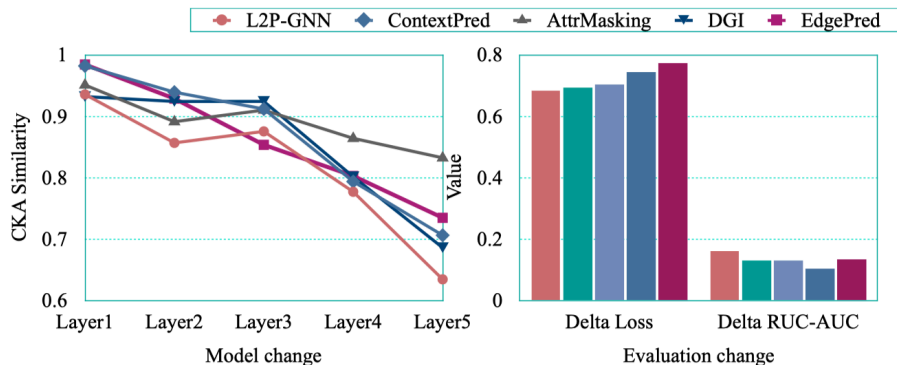 L2P-GNN ContextPred AttrMasking DGI EdgePred
CKA Similarity
1
0.9
0.8
0.7
0.6
Layer1 Layer2 Layer3 Layer4 Layer5
Model change
Value
0.8
0.6
0.4
0.2
0
Delta Loss Delta RUC-AUC
Evaluation change